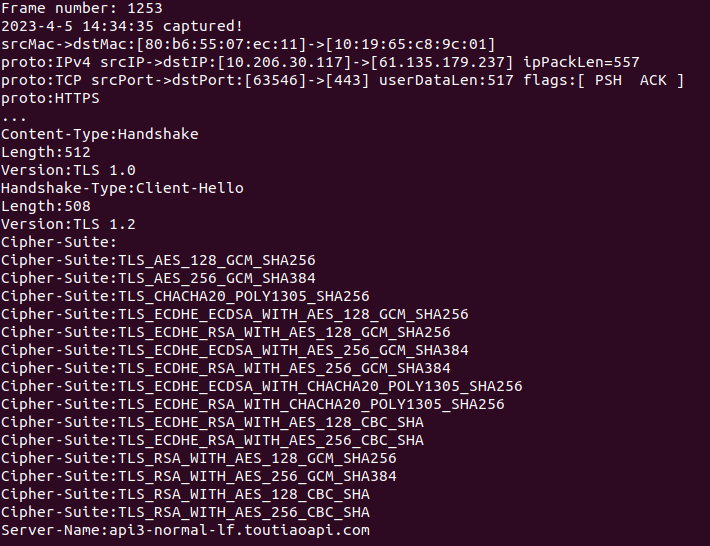 Frame number: 1253
2023-4-5 14:34:35 captured!
srcMac->dstMac:[80:b6:55:07:ec:11]->[10:19:65:c8:9c:01]
proto:IPv4 srcIP->dstIP:[10.206.30.117]->[61.135.179.237] ipPackLen=557
proto:TCP srcPort->dstPort:[63546]->[443] userDataLen:517 flags:[ PSH  ACK ]
proto:HTTPS
...
Content-Type:Handshake
Length:512
Version:TLS 1.0
Handshake-Type:Client-Hello
Length:508
Version:TLS 1.2
Cipher-Suite:
Cipher-Suite:TLS_AES_128_GCM_SHA256
Cipher-Suite:TLS_AES_256_GCM_SHA384
Cipher-Suite:TLS_CHACHA20_POLY1305_SHA256
Cipher-Suite:TLS_ECDHE_ECDSA_WITH_AES_128_GCM_SHA256
Cipher-Suite:TLS_ECDHE_RSA_WITH_AES_128_GCM_SHA256
Cipher-Suite:TLS_ECDHE_ECDSA_WITH_AES_256_GCM_SHA384
Cipher-Suite:TLS_ECDHE_RSA_WITH_AES_256_GCM_SHA384
Cipher-Suite:TLS_ECDHE_ECDSA_WITH_CHACHA20_POLY1305_SHA256
Cipher-Suite:TLS_ECDHE_RSA_WITH_CHACHA20_POLY1305_SHA256
Cipher-Suite:TLS_ECDHE_RSA_WITH_AES_128_CBC_SHA
Cipher-Suite:TLS_ECDHE_RSA_WITH_AES_256_CBC_SHA
Cipher-Suite:TLS_RSA_WITH_AES_128_GCM_SHA256
Cipher-Suite:TLS_RSA_WITH_AES_256_GCM_SHA384
Cipher-Suite:TLS_RSA_WITH_AES_128_CBC_SHA
Cipher-Suite:TLS_RSA_WITH_AES_256_CBC_SHA
Server-Name:api3-normal-lf.toutiaoapi.com